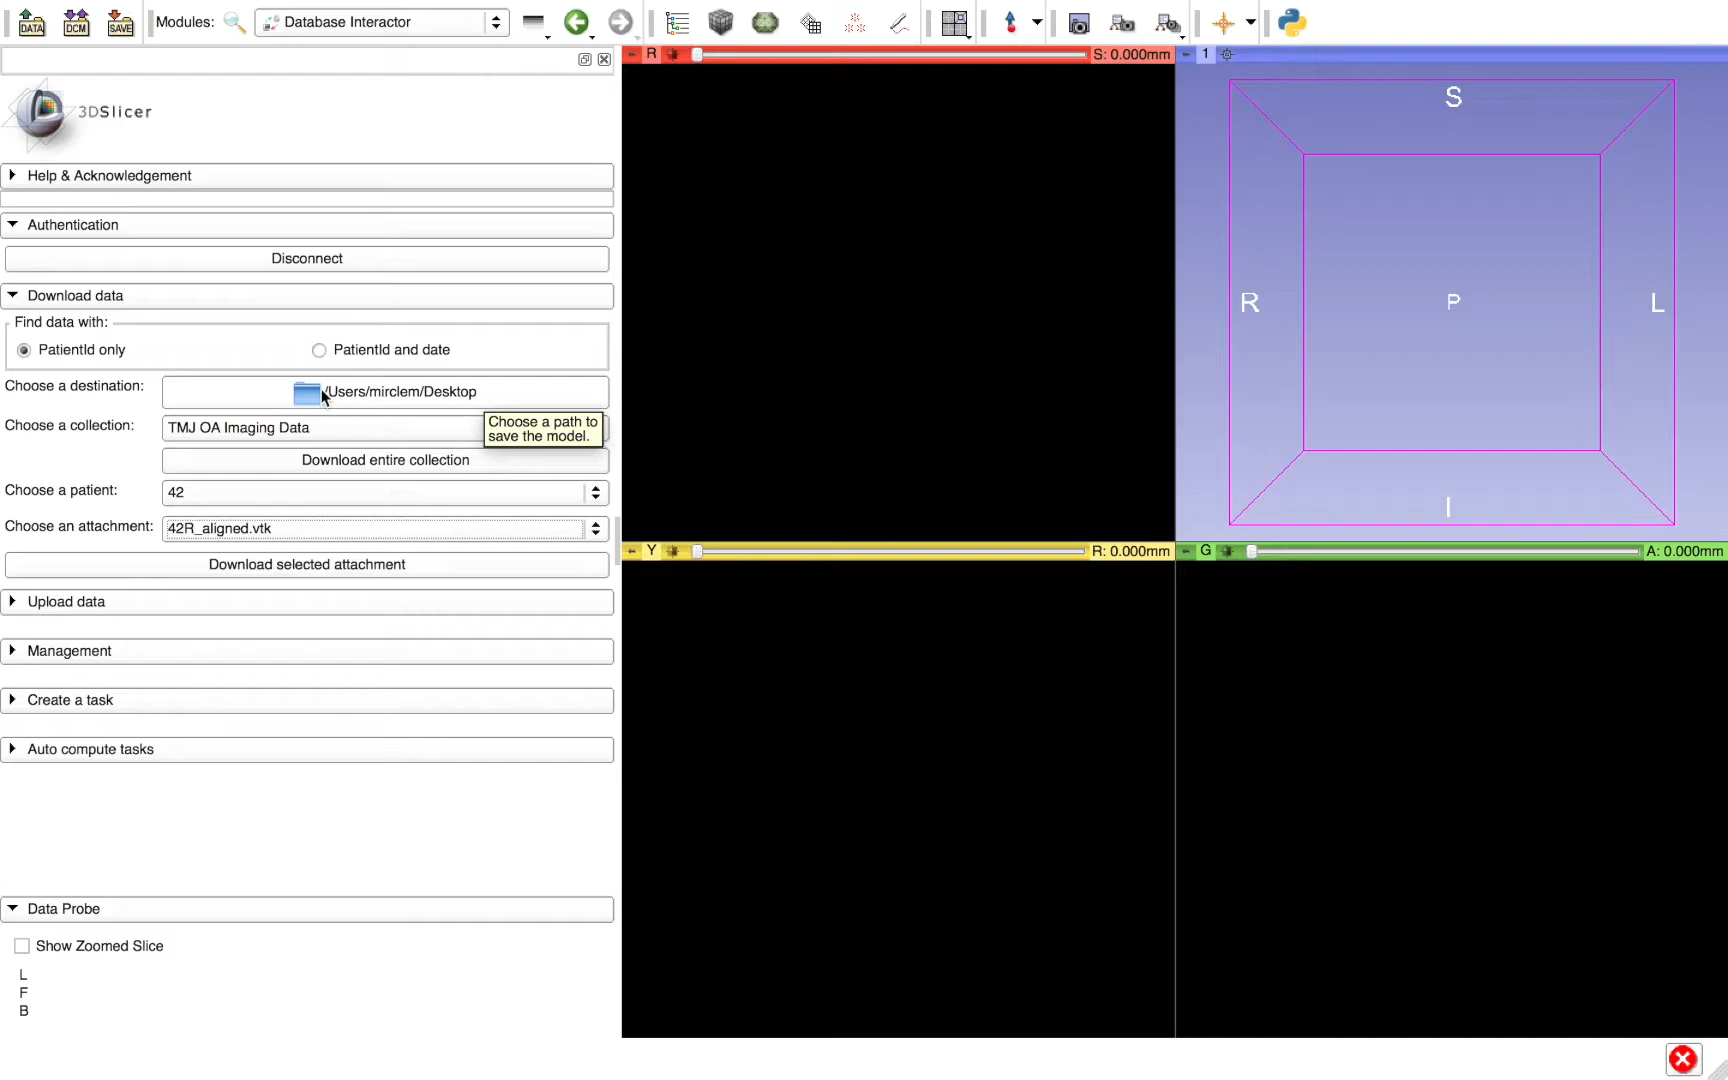 DATA DCM SAVE Modules: Database Interactor
R S: 0.000mm 1
3DSlicer
S
Help & Acknowledgement
Authentication
Disconnect
Download data
R P L
Find data with:
PatientId only PatientId and date
Choose a destination: /Users/mirclem/Desktop
Choose a collection: TMJ OA Imaging Data
Choose a path to
save the model.
Download entire collection
Choose a patient: 42
I
Choose an attachment: 42R_aligned.vtk
Y R: 0.000mm G A: 0.000mm
Download selected attachment
Upload data
Management
Create a task
Auto compute tasks
Data Probe
Show Zoomed Slice
L
F
B